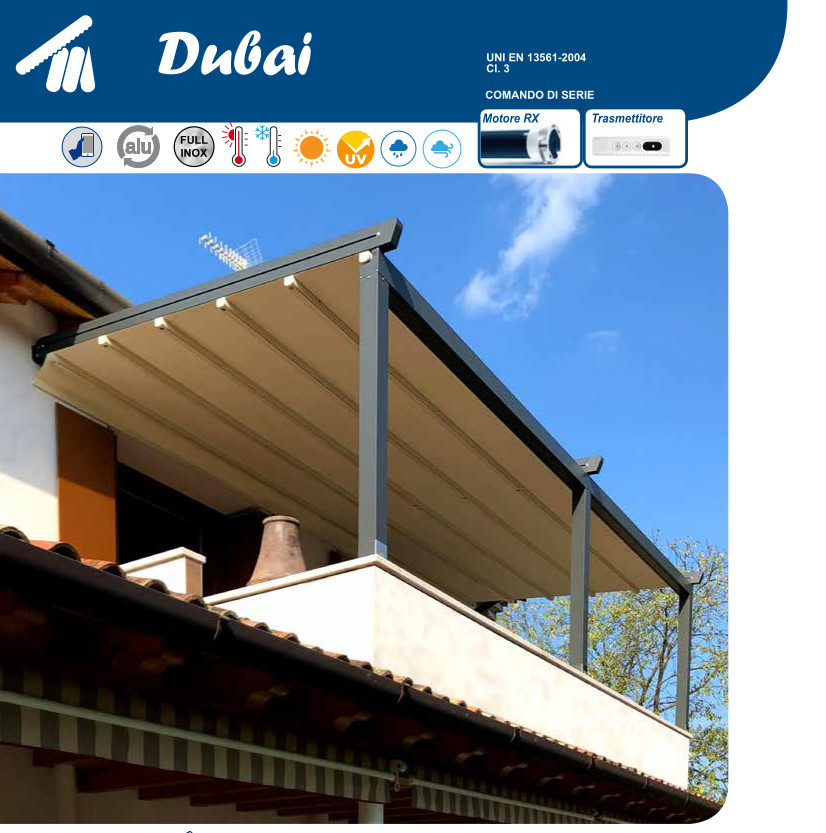 Dubai
UNI EN 13561-2004
Cl. 3
COMANDO DI SERIE
Motore RX
Trasmettitore
alu
FULL
INOX
UV